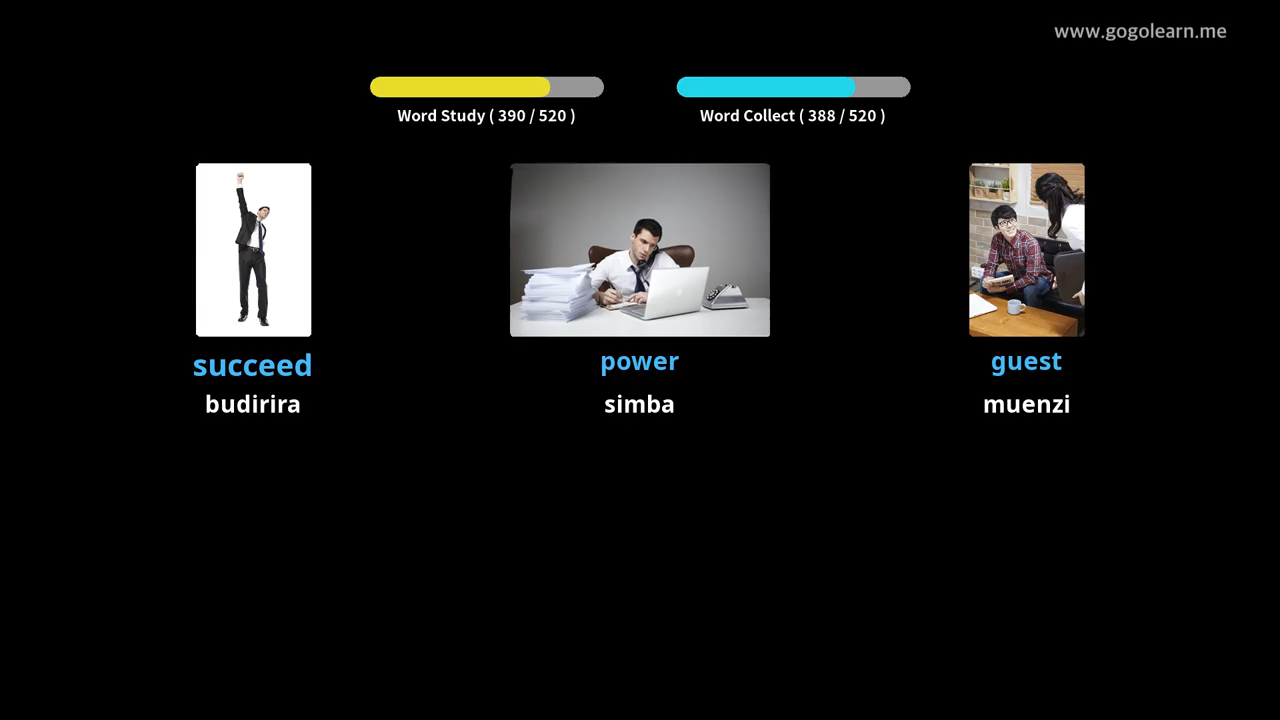 www.gogolearn.me
Word Study ( 390 / 520 )
Word Collect ( 388 / 520 )
succeed
budirira
power
simba
guest
muenzi